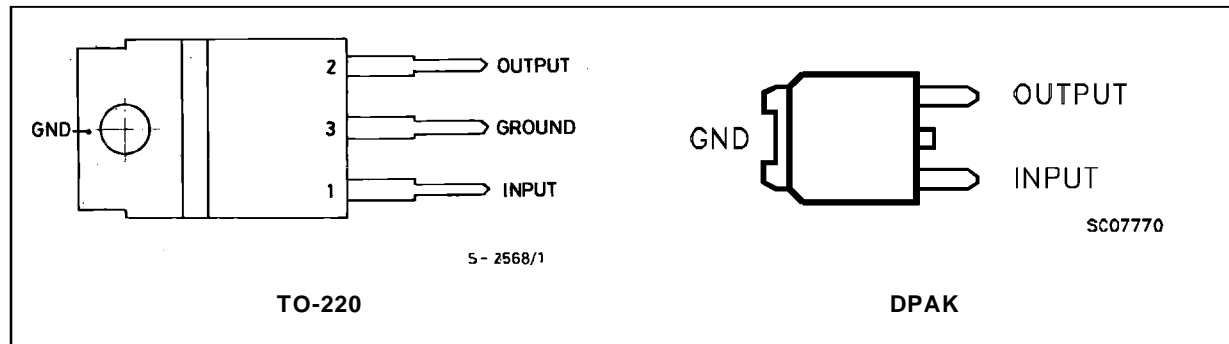 2 OUTPUT
GND 3 GROUND
1 INPUT
S-2568/1
TO-220
OUTPUT
GND
INPUT
SC07770
DPAK